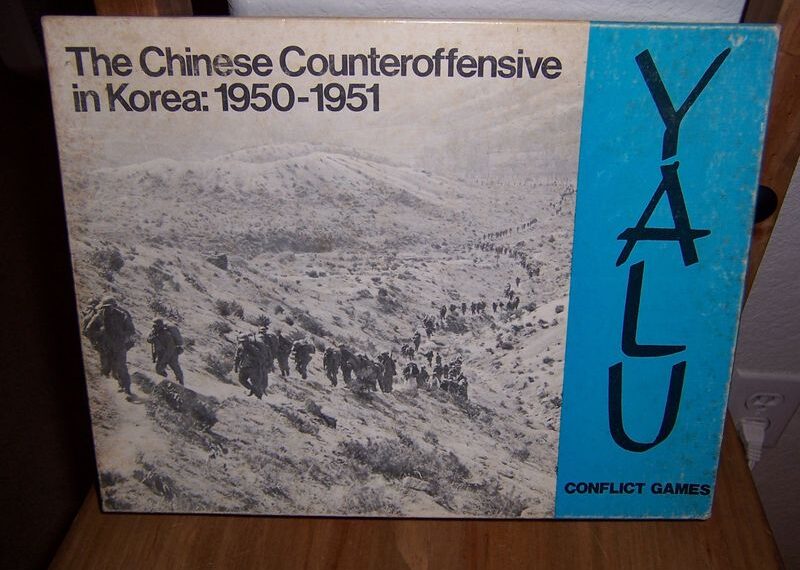 The Chinese Counteroffensive
in Korea: 1950-1951
YALU
CONFLICT GAMES